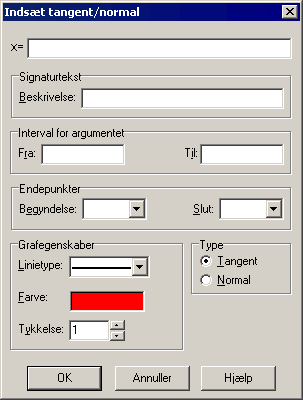 Indsæt tangent/normal
x=
Signaturtekst
Beskrivelse:
Interval for argumentet
Fra: Til:
Endepunkter
Begyndelse: Slut:
Grafegenskaber
Linietype:
Farve:
Tykkelse: 1
Type
Tangent
Normal
OK Annuller Hjælp